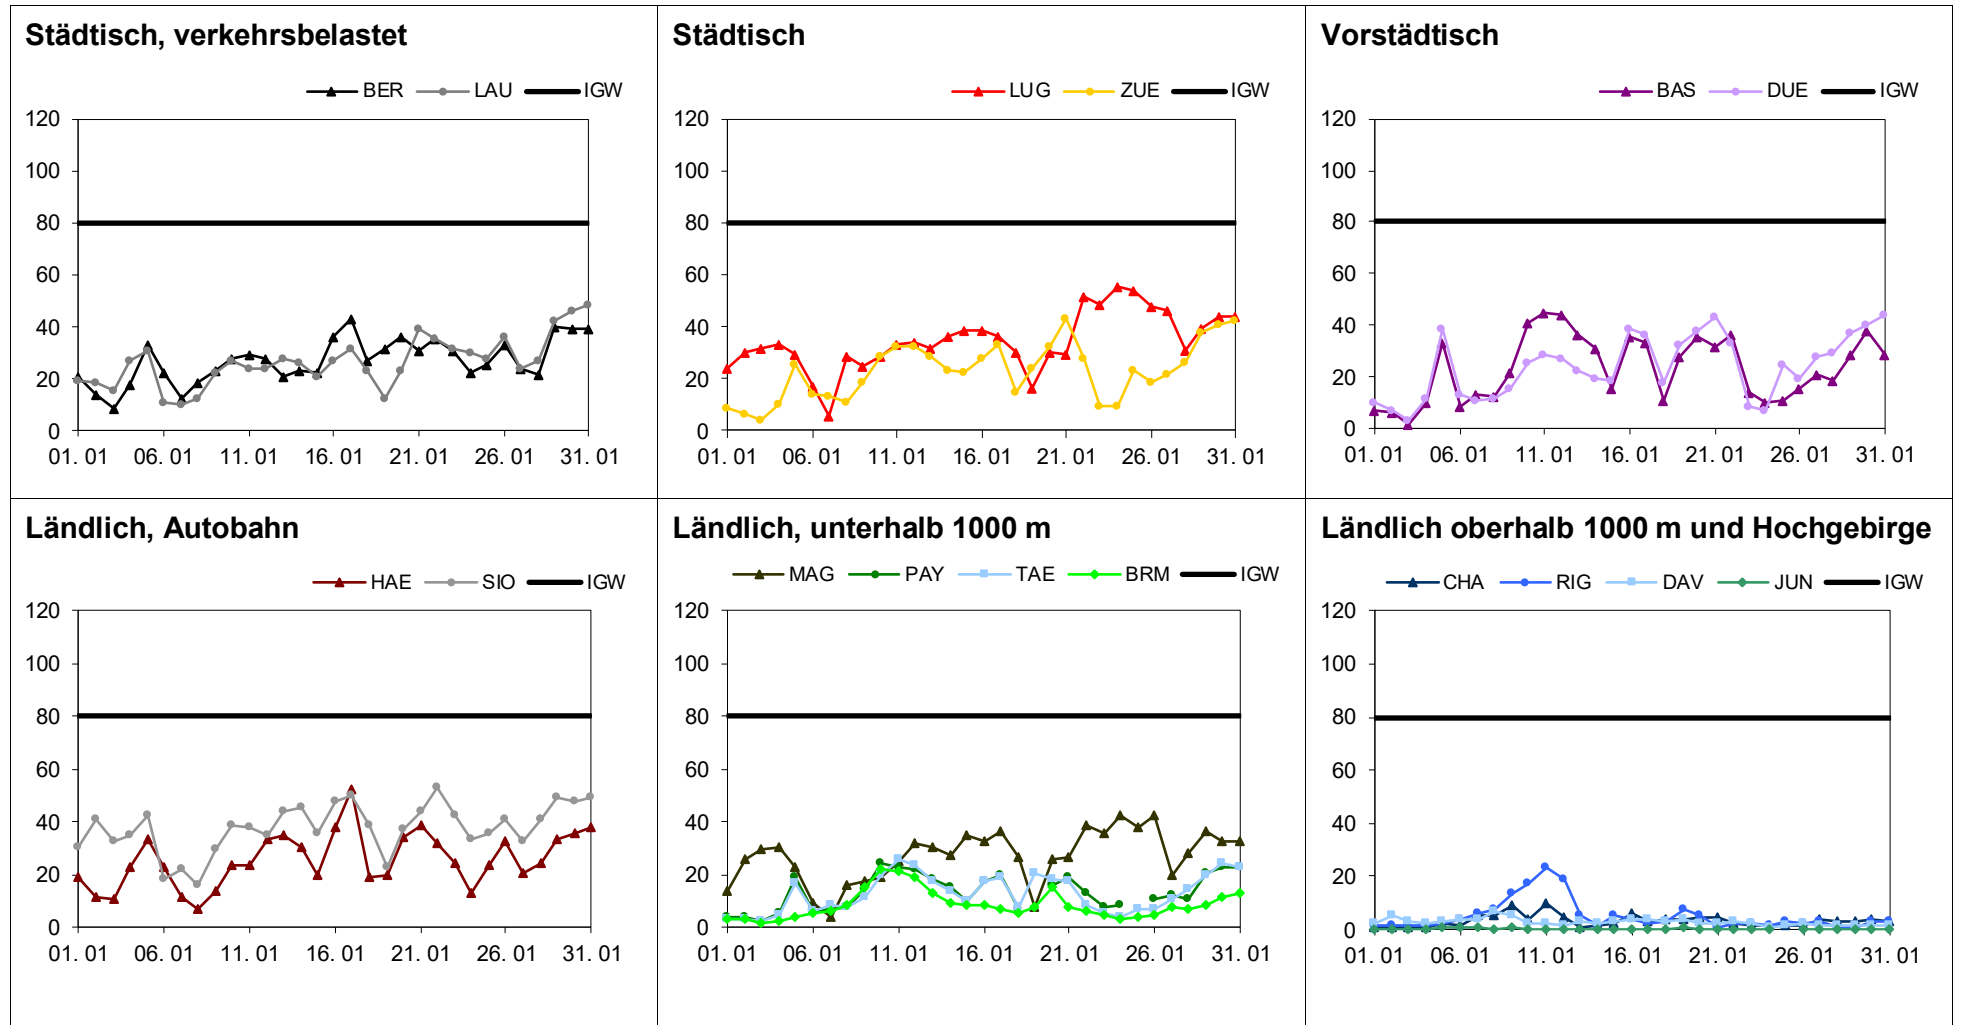 Städtisch, verkehrsbelastet
BER LAU IGW
120
100
80
60
40
20
0
01. 01 06. 01 11. 01 16. 01 21. 01 26. 01 31. 01
Städtisch
LUG ZUE IGW
120
100
80
60
40
20
0
01. 01 06. 01 11. 01 16. 01 21. 01 26. 01 31. 01
Vorstädtisch
BAS DUE IGW
120
100
80
60
40
20
0
01. 01 06. 01 11. 01 16. 01 21. 01 26. 01 31. 01
Ländlich, Autobahn
HAE SIO IGW
120
100
80
60
40
20
0
01. 01 06. 01 11. 01 16. 01 21. 01 26. 01 31. 01
Ländlich, unterhalb 1000 m
MAG PAY TAE BRM IGW
120
100
80
60
40
20
0
01. 01 06. 01 11. 01 16. 01 21. 01 26. 01 31. 01
Ländlich oberhalb 1000 m und Hochgebirge
CHA RIG DAV JUN IGW
120
100
80
60
40
20
0
01. 01 06. 01 11. 01 16. 01 21. 01 26. 01 31. 01